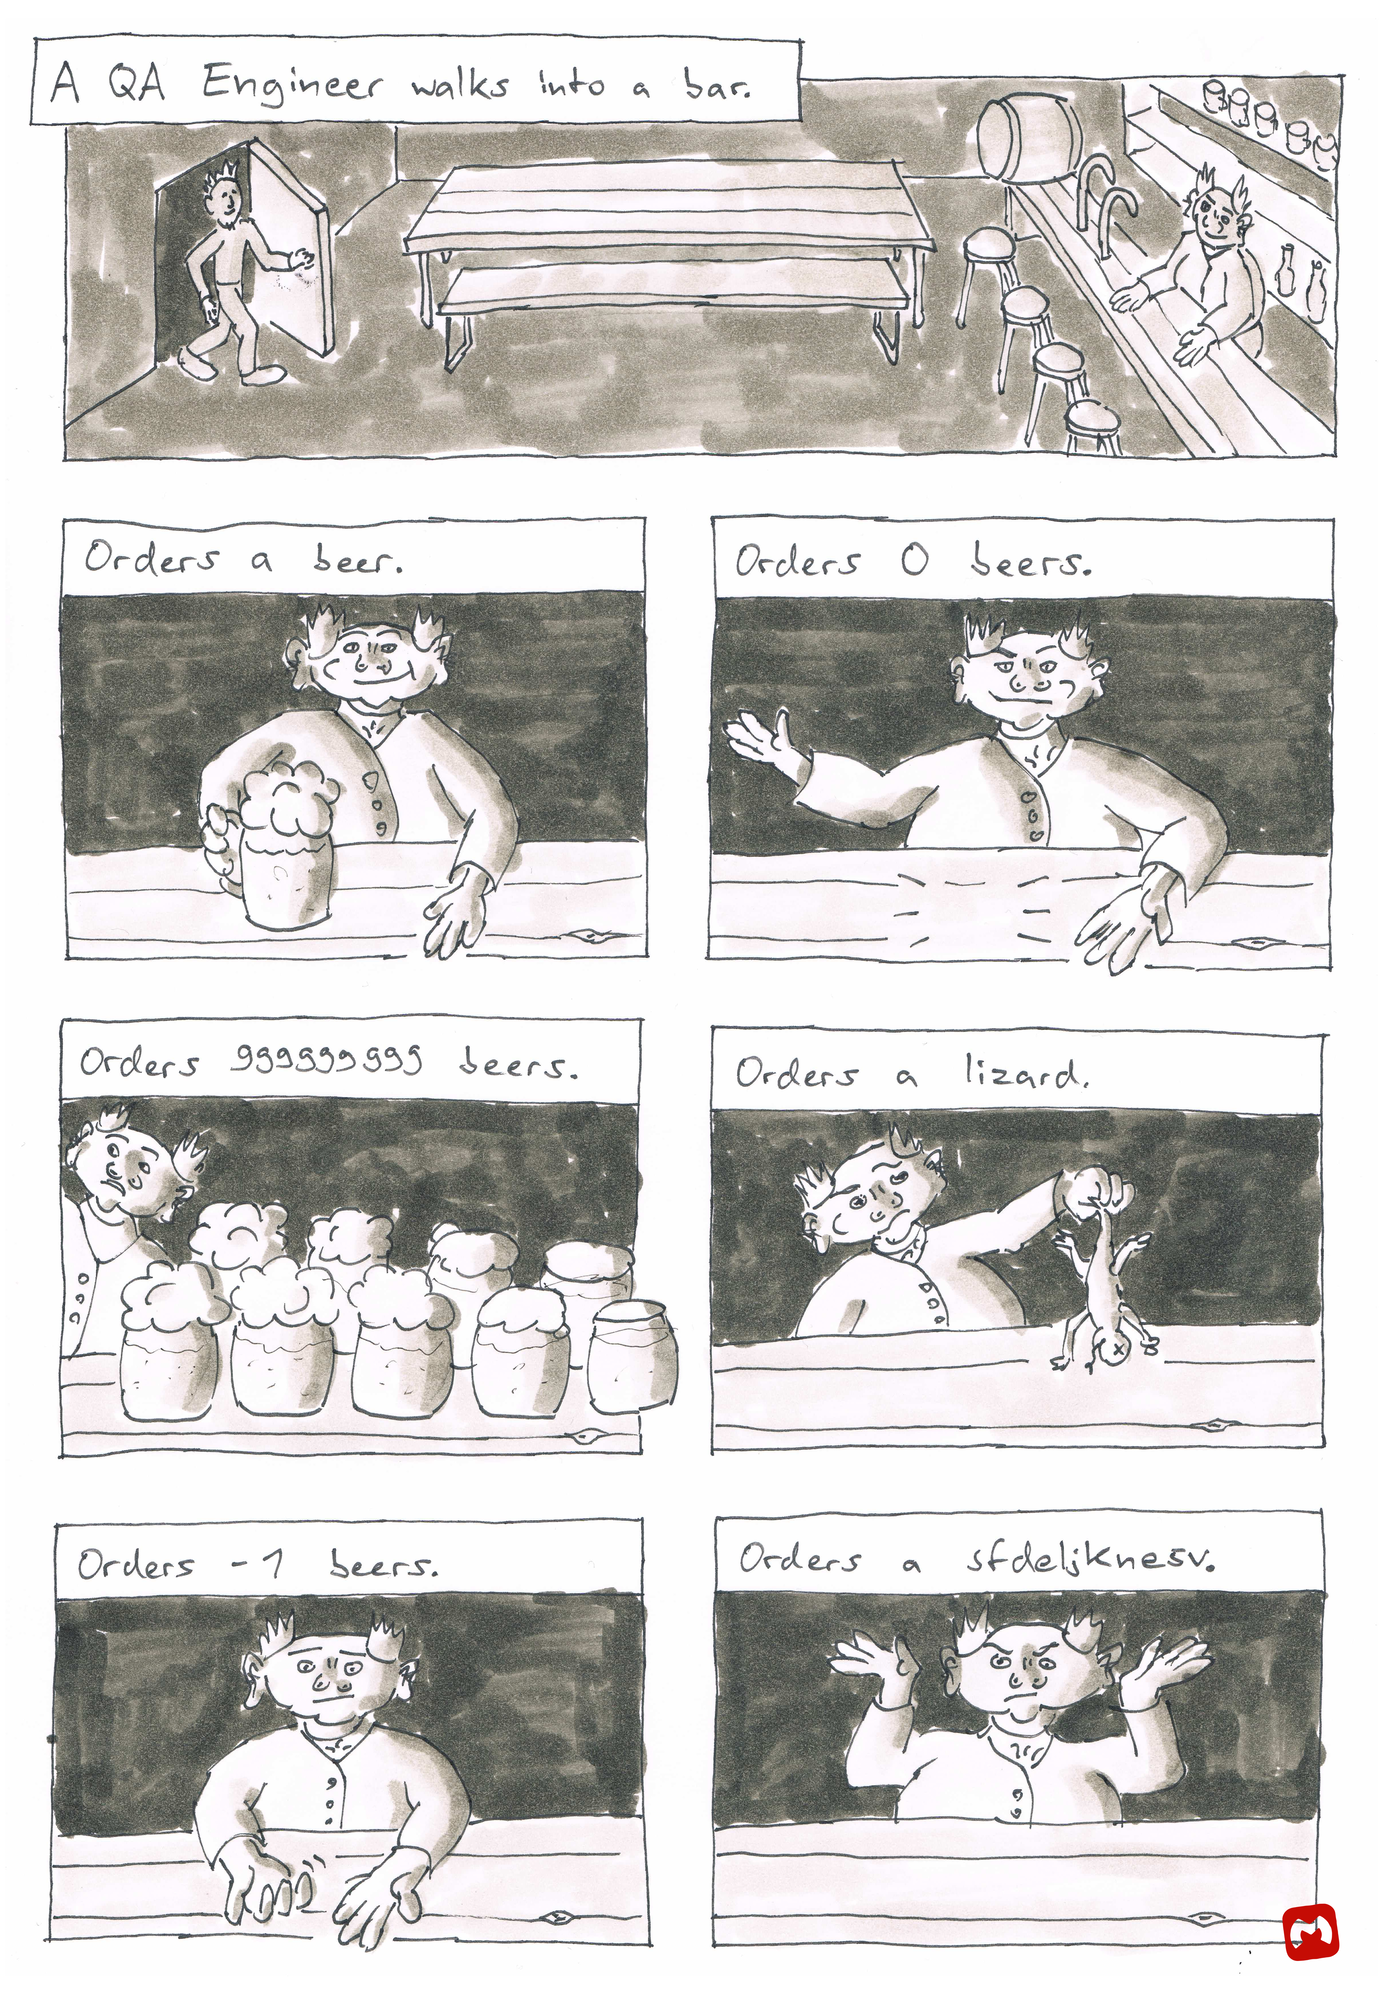 A QA Engineer walks into a bar.
Orders a beer.
Orders 0 beers.
Orders 999999999 beers.
Orders a lizard.
Orders -1 beers.
Orders a sfdeljknesv.